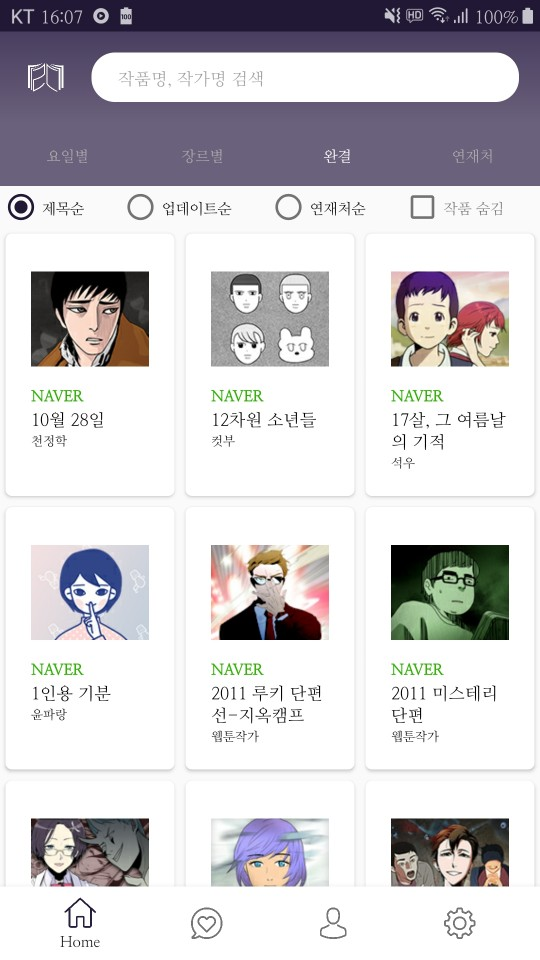 KT 16:07 100 HD 100%
작품명, 작가명 검색
요일별 장르별 완결 연재처
제목순 업데이트순 연재처순 작품 숨김
NAVER
10월 28일
천정학
NAVER
12차원 소년들
컷부
NAVER
17살, 그 여름날
의 기적
석우
NAVER
1인용 기분
윤파랑
NAVER
2011 루키 단편
선-지옥캠프
웹툰작가
NAVER
2011 미스테리
단편
웹툰작가
Home